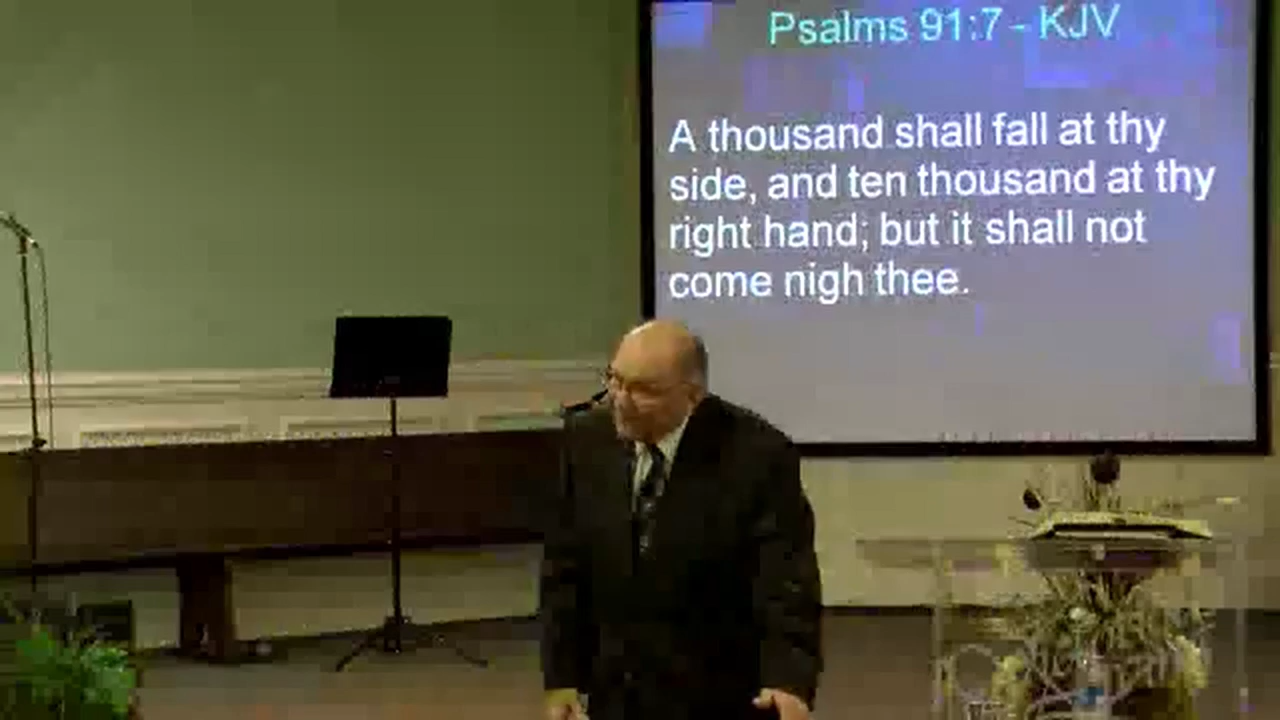 Psalms 91:7 - KJV
A thousand shall fall at thy
side, and ten thousand at thy
right hand; but it shall not
come nigh thee.